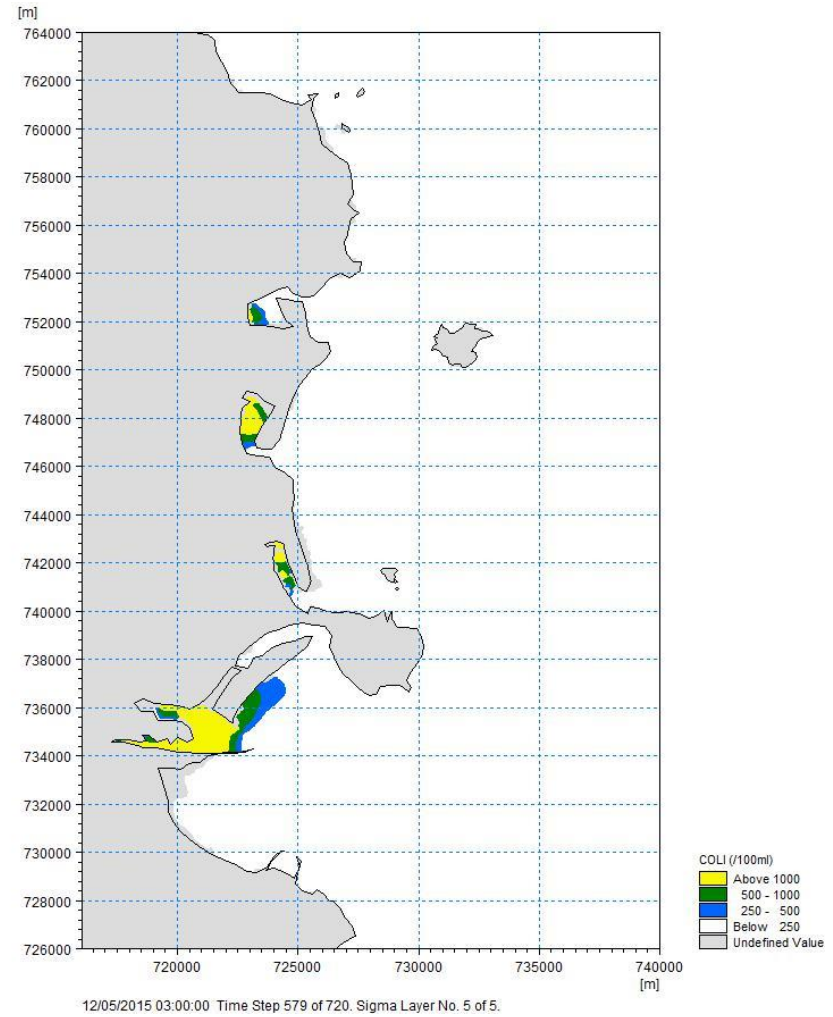 [m]
764000
762000
760000
758000
756000
754000
752000
750000
748000
746000
744000
742000
740000
738000
736000
734000
732000
730000
728000
726000
720000 725000 730000 735000 740000
[m]
COLI (/100ml)
Above 1000
500 - 1000
250 - 500
Below 250
Undefined Value
12/05/2015 03:00:00 Time Step 579 of 720. Sigma Layer No. 5 of 5.